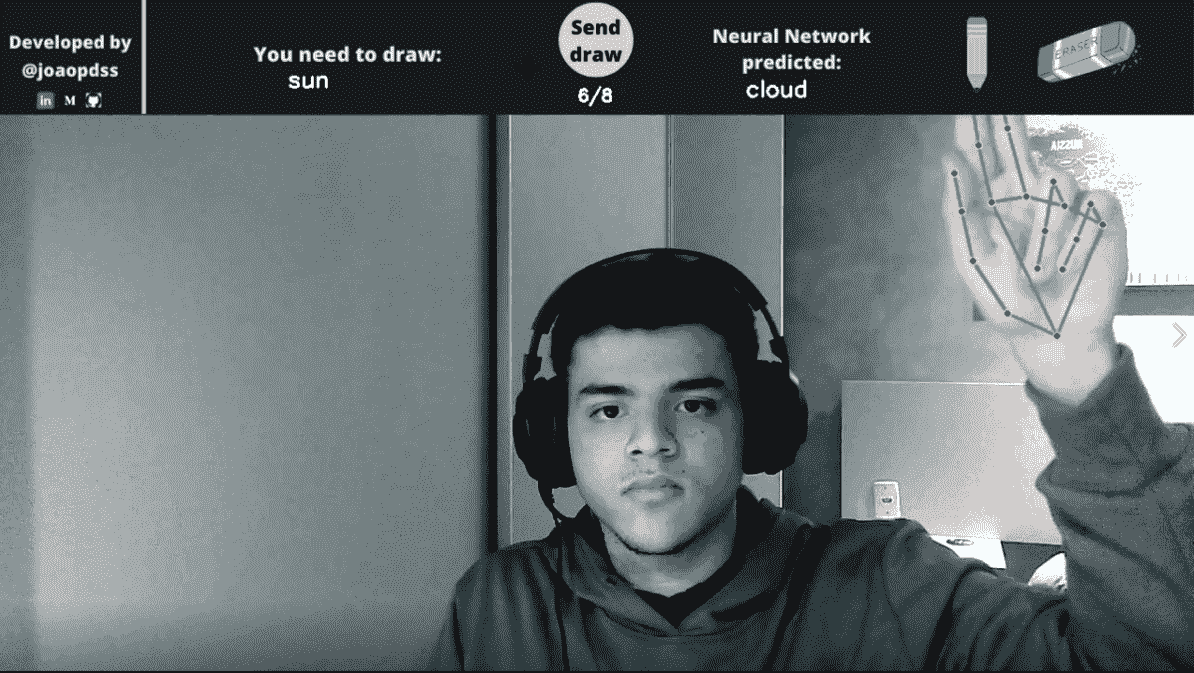 Developed by
@joaopdss
in M
You need to draw:
sun
Send
draw
6/8
Neural Network
predicted:
cloud
ERASER